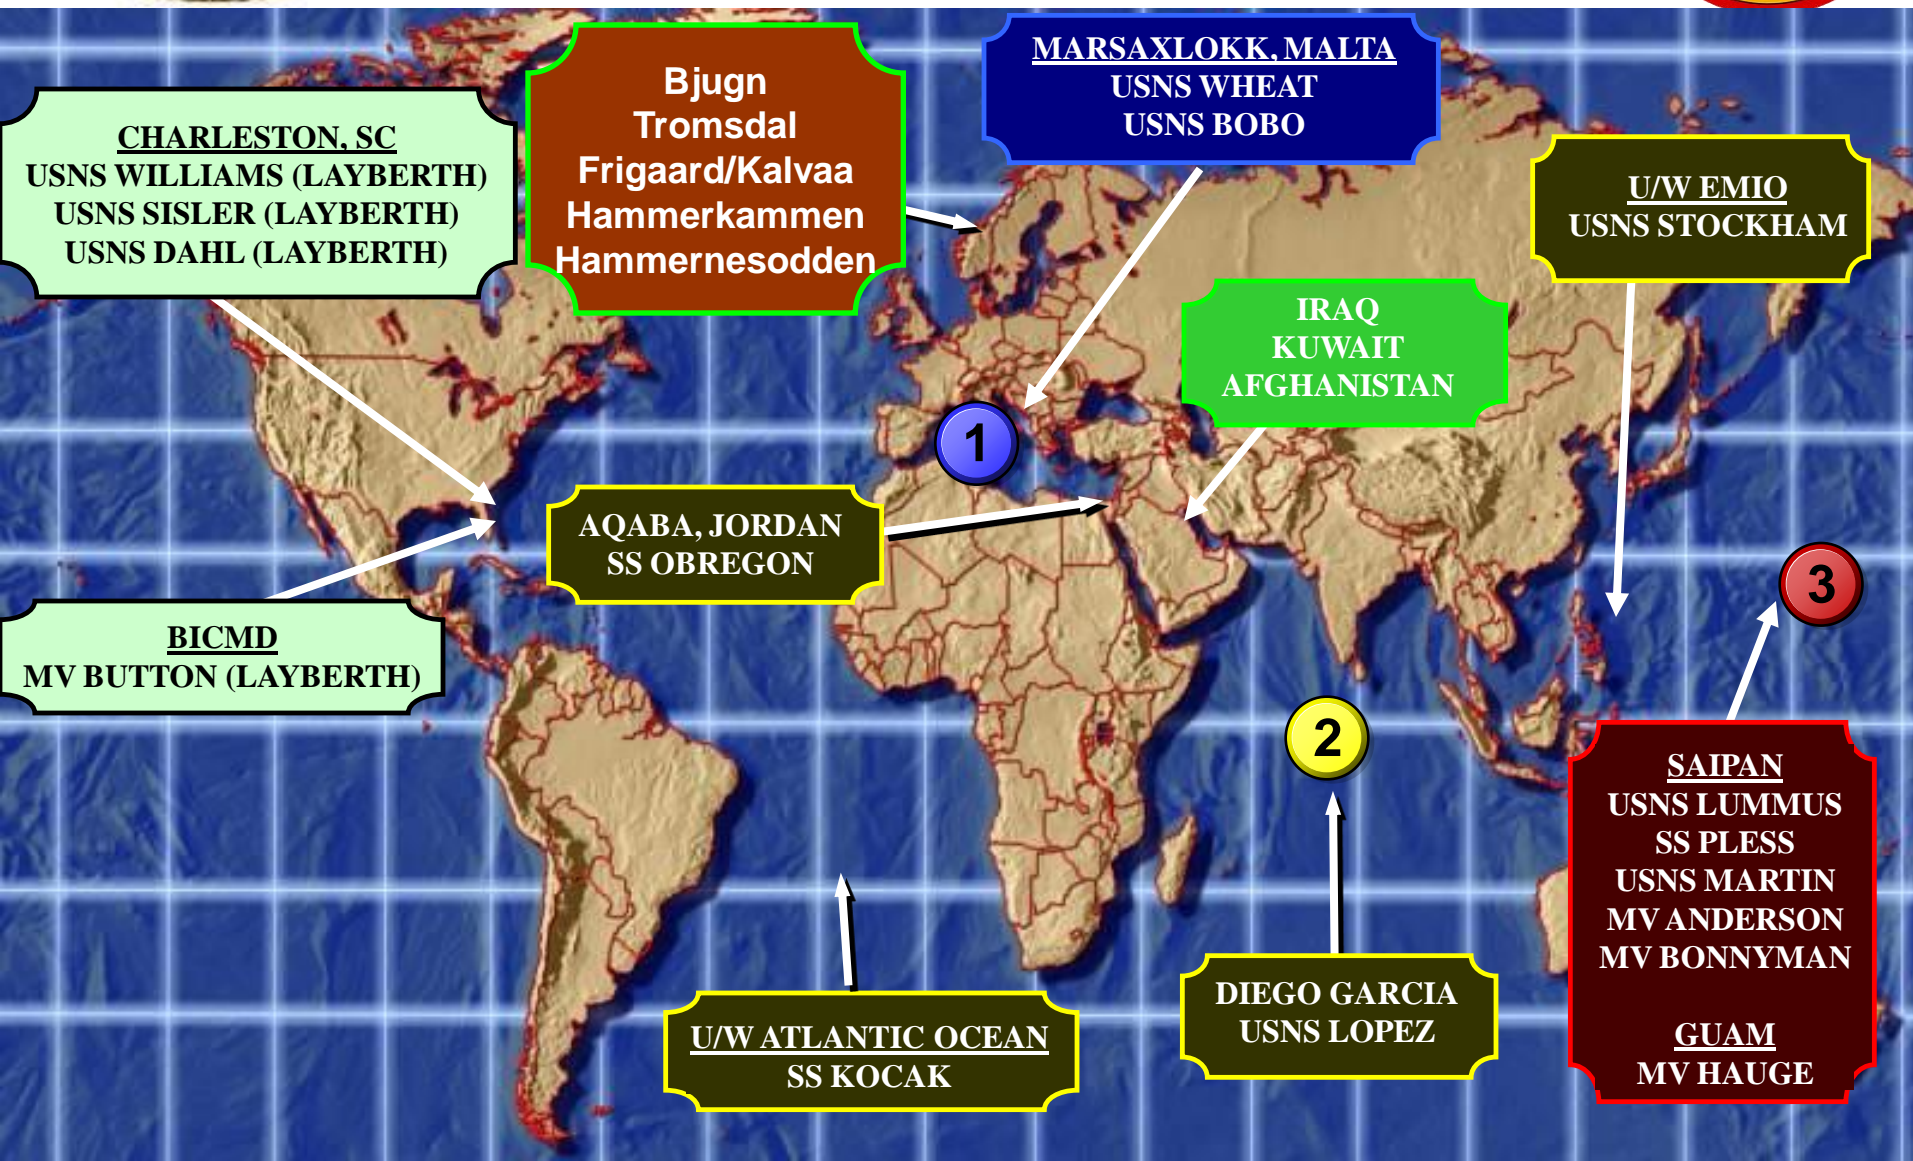 CHARLESTON, SC
USNS WILLIAMS (LAYBERTH)
USNS SISLER (LAYBERTH)
USNS DAHL (LAYBERTH)
Bjugn
Tromsdal
Frigaard/Kalvaa
Hammerkammen
Hammernesodden
MARSAXLOKK, MALTA
USNS WHEAT
USNS BOBO
U/W EMIO
USNS STOCKHAM
IRAQ
KUWAIT
AFGHANISTAN
1
AQABA, JORDAN
SS OBREGON
3
BICMD
MV BUTTON (LAYBERTH)
2
SAIPAN
USNS LUMMUS
SS PLESS
USNS MARTIN
MV ANDERSON
MV BONNYMAN
GUAM
MV HAUGE
DIEGO GARCIA
USNS LOPEZ
U/W ATLANTIC OCEAN
SS KOCAK